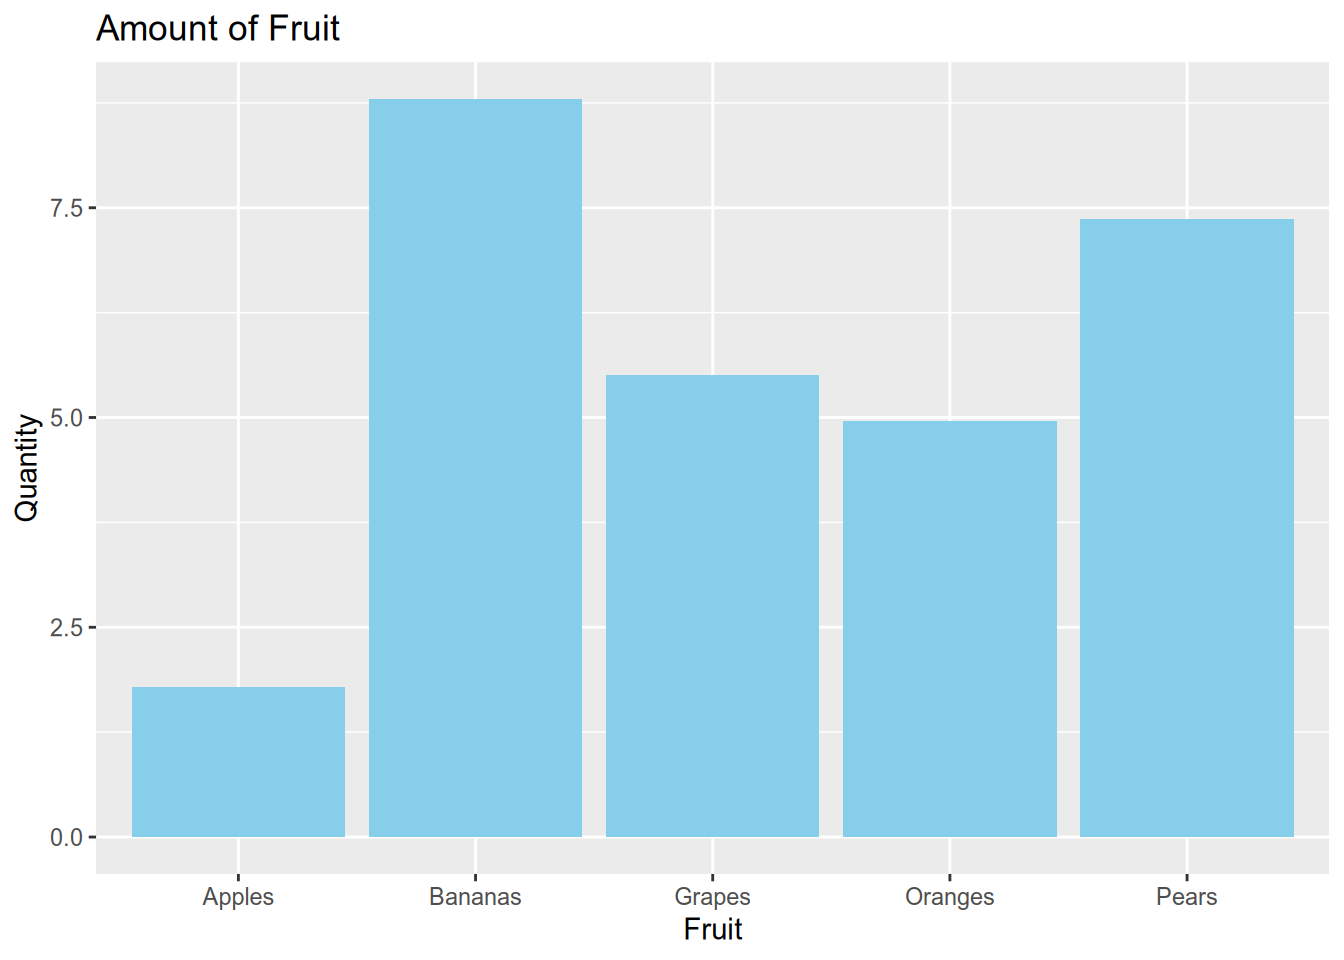 Amount of Fruit
Quantity
7.5
5.0
2.5
0.0
Apples Bananas Grapes Oranges Pears
Fruit